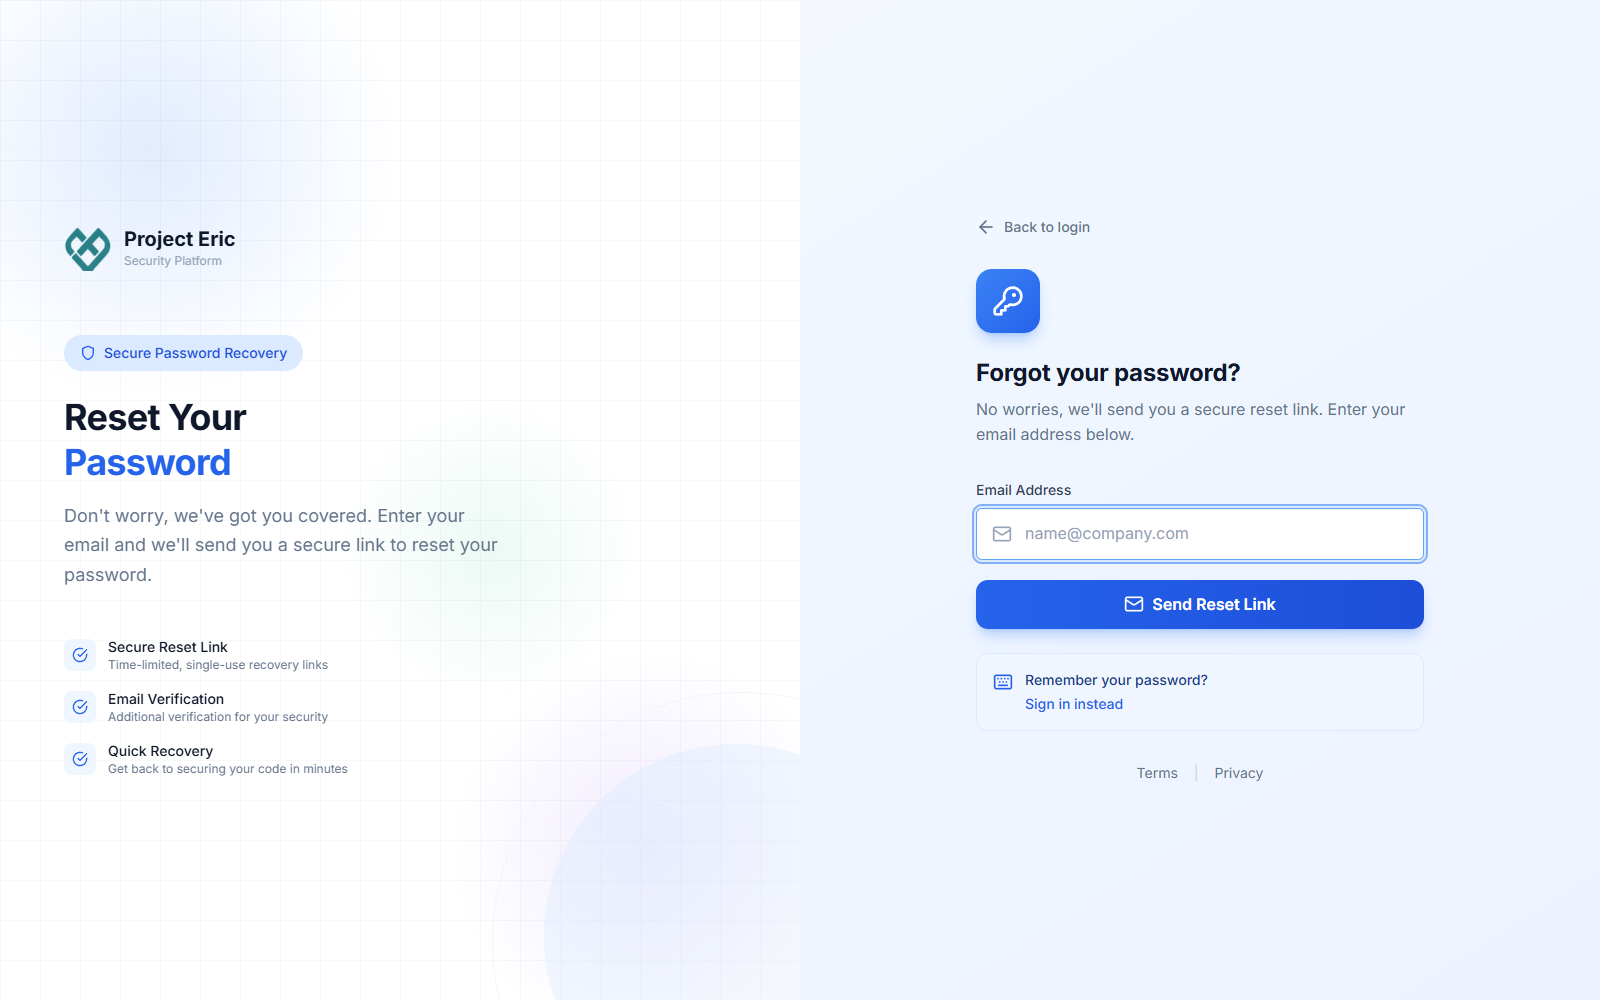 Project Eric
Security Platform
Secure Password Recovery
Reset Your
Password
Don't worry, we've got you covered. Enter your
email and we'll send you a secure link to reset your
password.
Secure Reset Link
Time-limited, single-use recovery links
Email Verification
Additional verification for your security
Quick Recovery
Get back to securing your code in minutes
Back to login
Forgot your password?
No worries, we'll send you a secure reset link. Enter your
email address below.
Email Address
name@company.com
Send Reset Link
Remember your password?
Sign in instead
Terms
Privacy